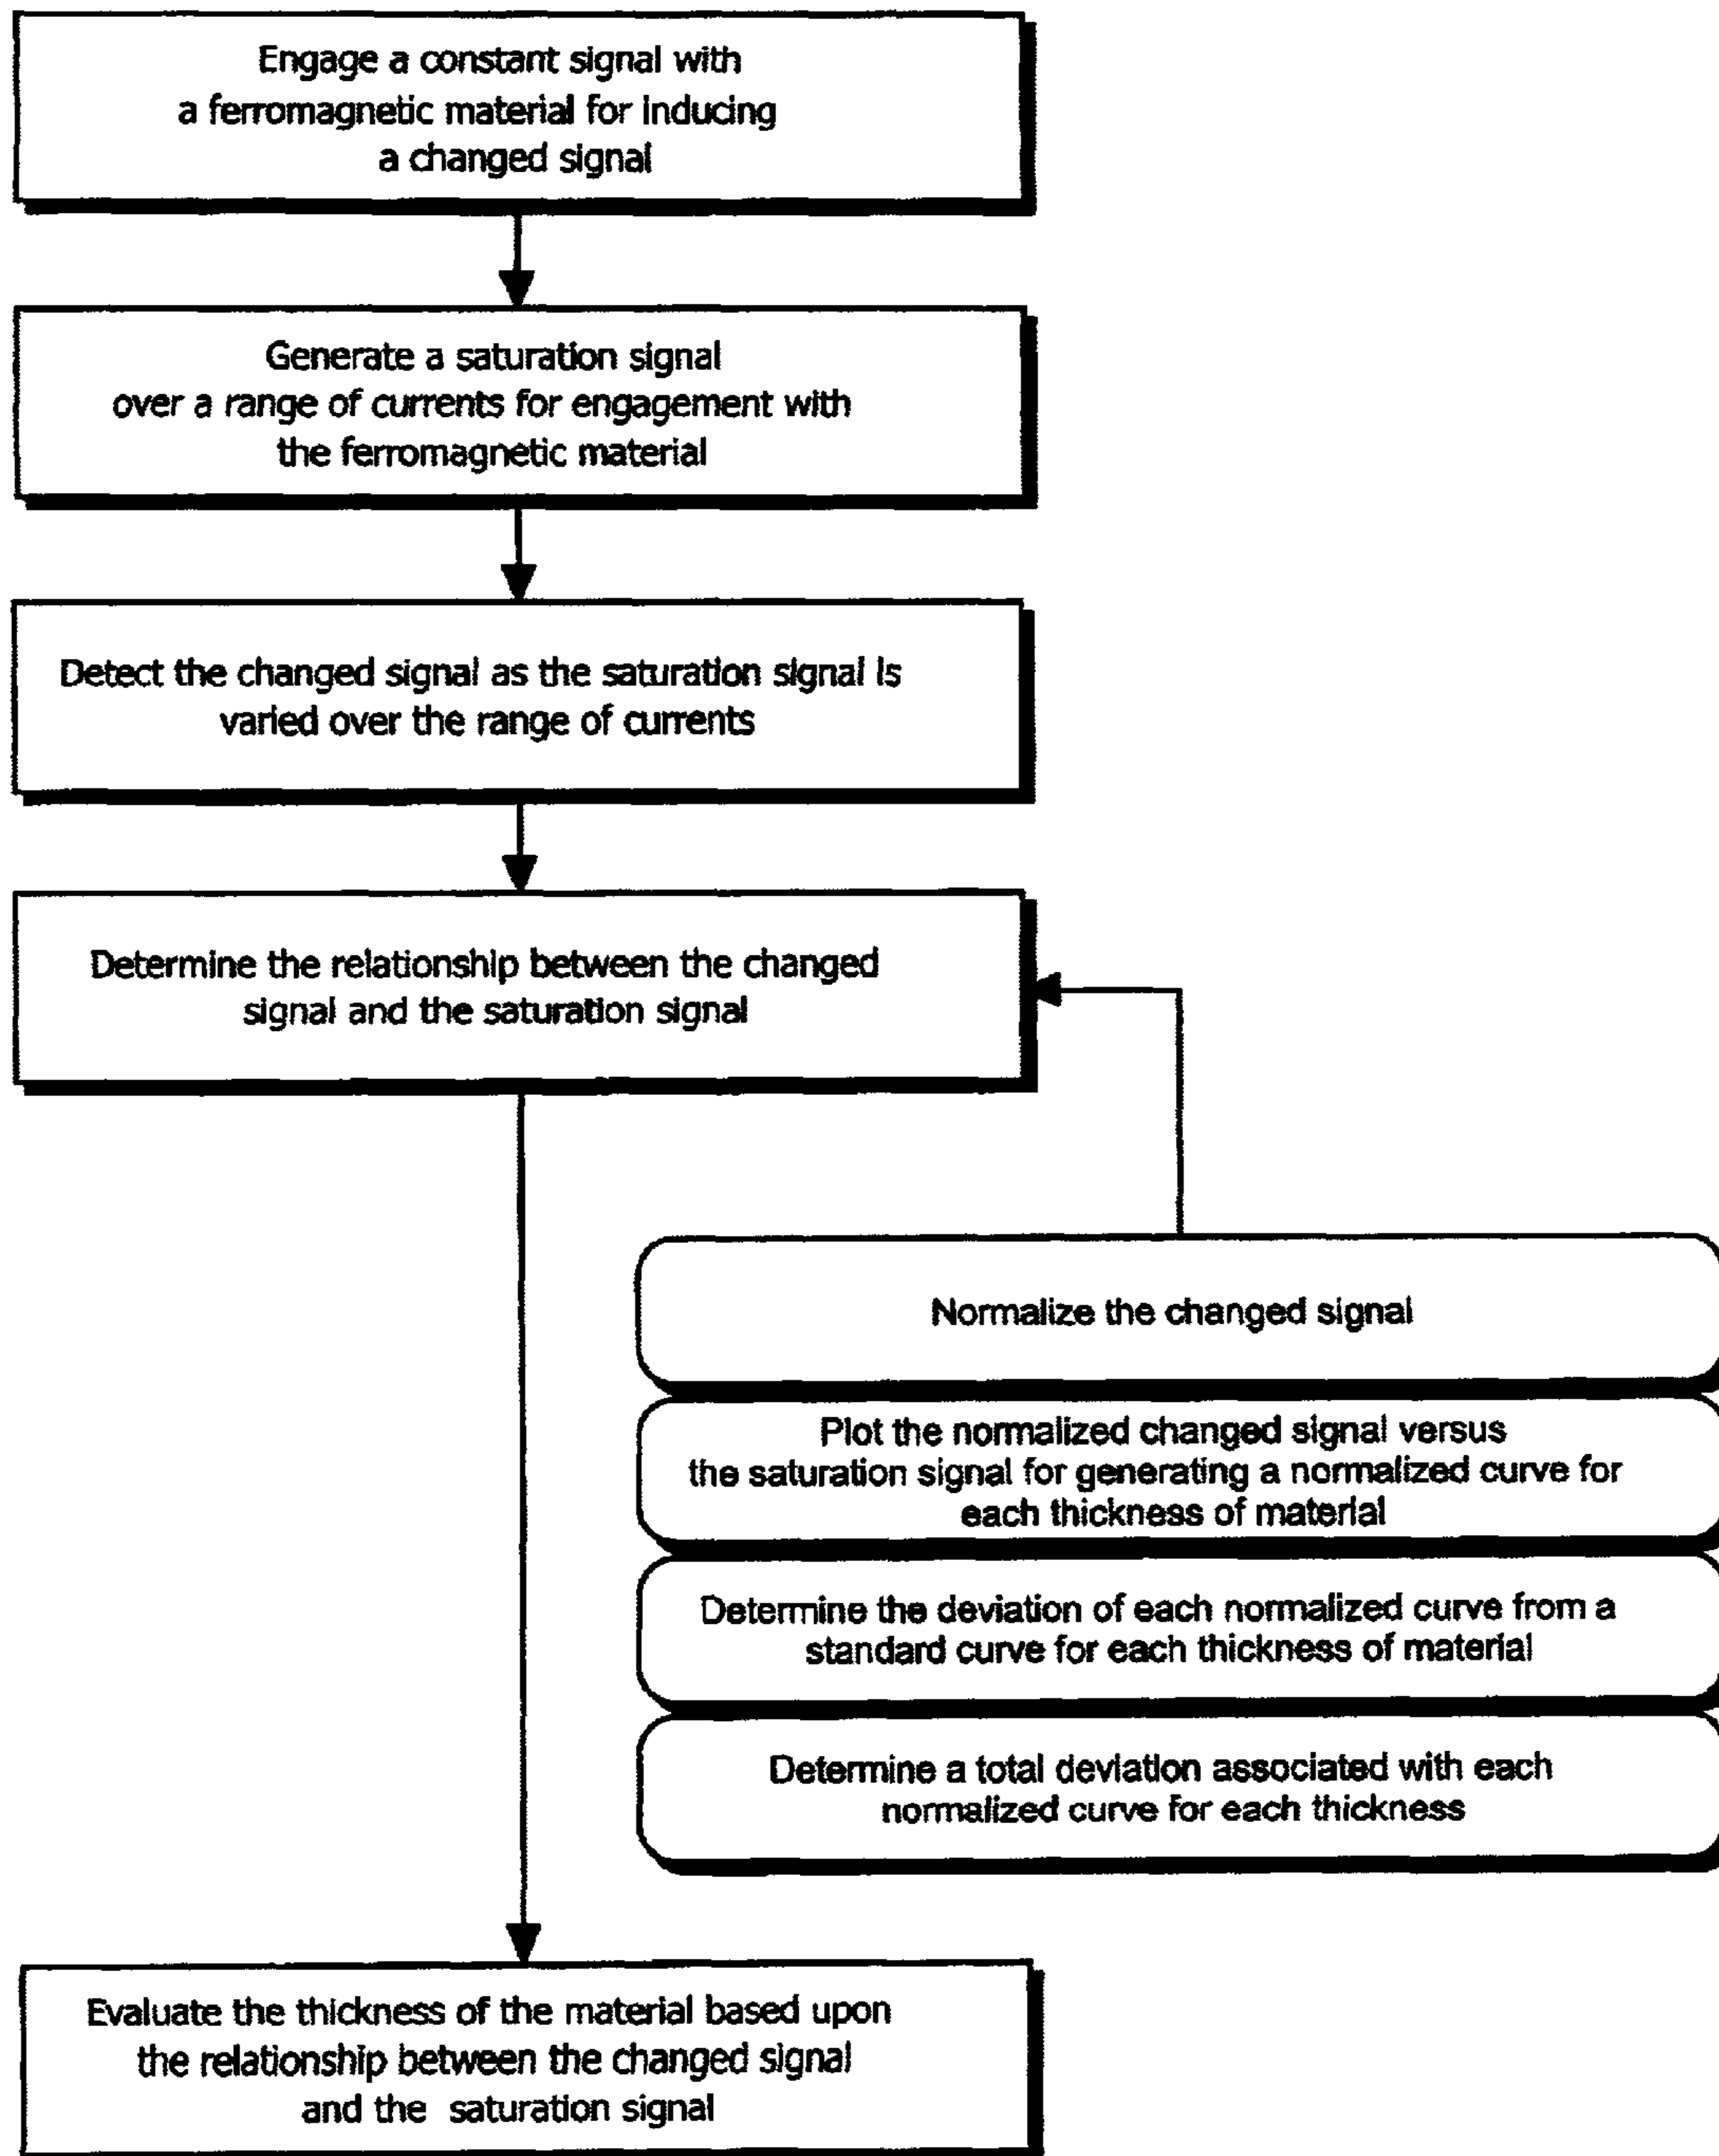 Engage a constant signal with
a ferromagnetic material for inducing
a changed signal
Generate a saturation signal
over a range of currents for engagement with
the ferromagnetic material
Detect the changed signal as the saturation signal is
varied over the range of currents
Determine the relationship between the changed
signal and the saturation signal
Normalize the changed signal
Plot the normalized changed signal versus
the saturation signal for generating a normalized curve for
each thickness of material
Determine the deviation of each normalized curve from a
standard curve for each thickness of material
Determine a total deviation associated with each
normalized curve for each thickness
Evaluate the thickness of the material based upon
the relationship between the changed signal
and the saturation signal